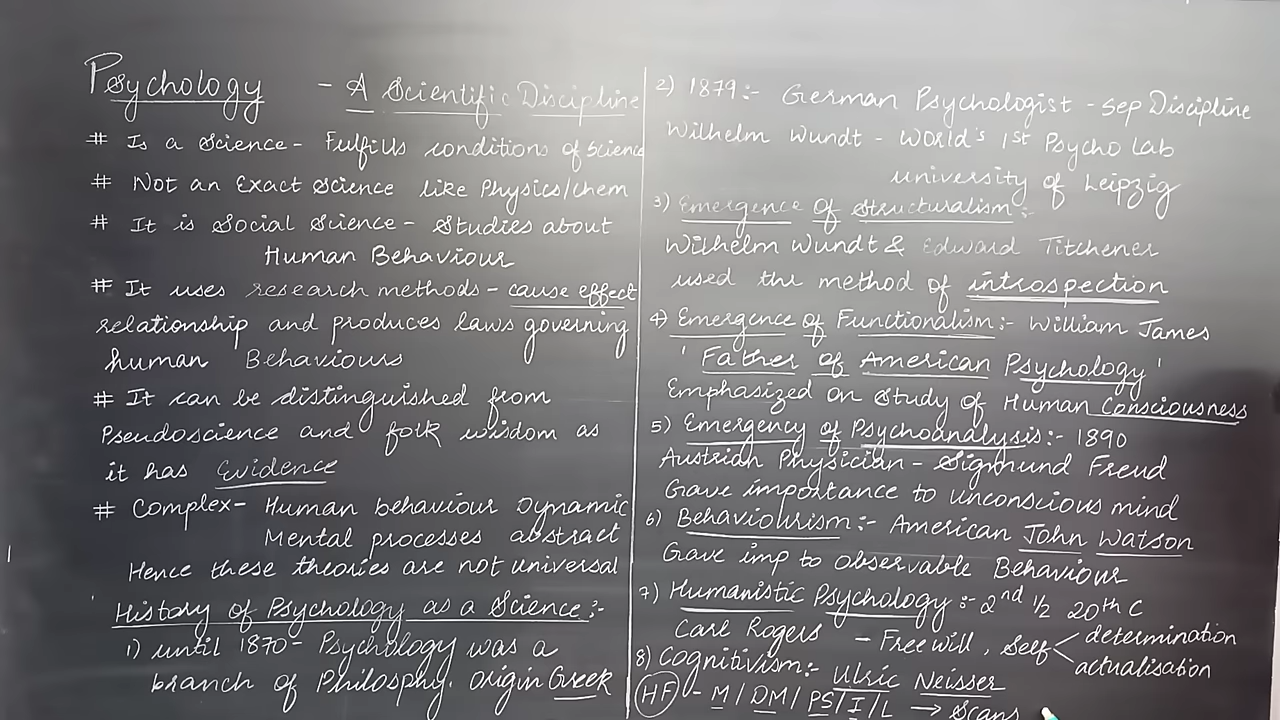 Psychology - A Scientific Discipline
# Is a Science - Fulfills conditions of Science
# Not an Exact Science like Physics/chem
# It is Social Science - Studies about
Human Behaviour
# It uses research methods - cause effect
relationship and produces laws governing
human Behaviours
# It can be distinguished from
Pseudoscience and folk wisdom as
it has Evidence
# Complex - Human behaviour Dynamic
Mental processes abstract
Hence these theories are not universal
History of Psychology as a Science:-
1) until 1870 - Psychology was a
branch of Philosphy. origin Greek
2) 1879:- German Psychologist - Sep Discipline
Wilhelm Wundt - World's 1st Psycho Lab
university of Leipzig
3) Emergence of Structuralism:-
Wilhelm Wundt & Edward Titchener
used the method of introspection
4) Emergence of Functionalism:- William James
'Father of American Psychology'
Emphasized on Study of Human Consciousness
5) Emergency of Psychoanalysis:- 1890
Austrian Physician - Sigmund Freud
Gave importance to unconscious mind
6) Behaviourism:- American John Watson
Gave imp to observable Behaviour
7) Humanistic Psychology:- 2nd 1/2 20th C
Carl Rogers - Free will, Self < determination
actualisation
8) Cognitivism:- Ulric Neisser
HF - M/DM/PS/I/L → Scans